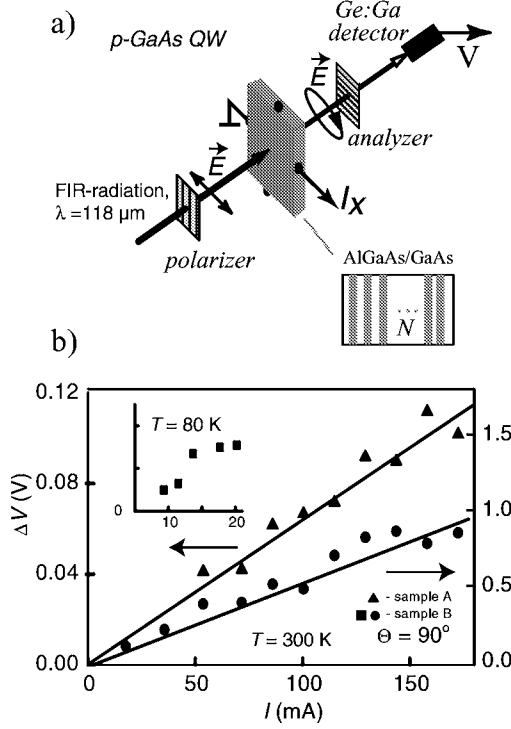 a)
p-GaAs QW
Ge:Ga
detector
V
E
analyzer
E
FIR-radiation,
λ =118 μm
I x
polarizer
AlGaAs/GaAs
N
b)
0.12
0.08
0.04
0.00
ΔV (V)
T = 80 K
0
0 10 20
1.5
1.0
0.5
0.0
- sample A
- sample B
T = 300 K
Θ = 90°
0 50 100 150
I (mA)